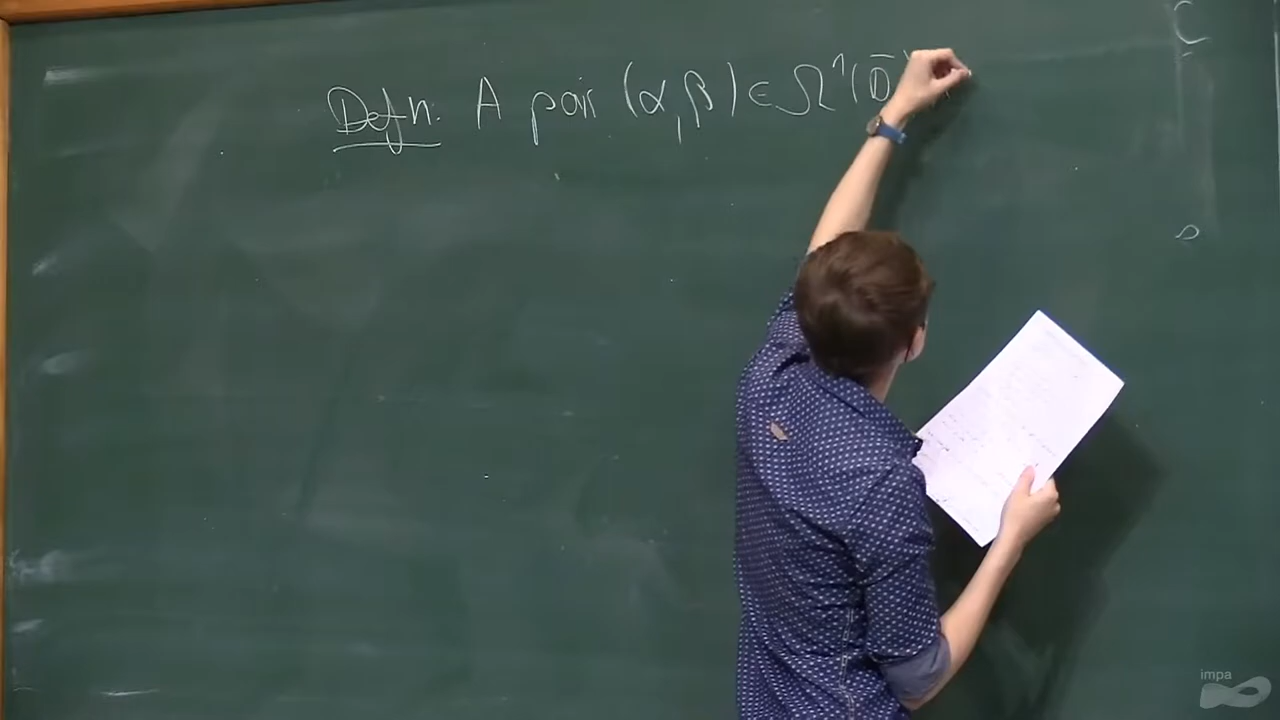 Defn: A pair (α,β) ∈ Ω¹(D̄
impa